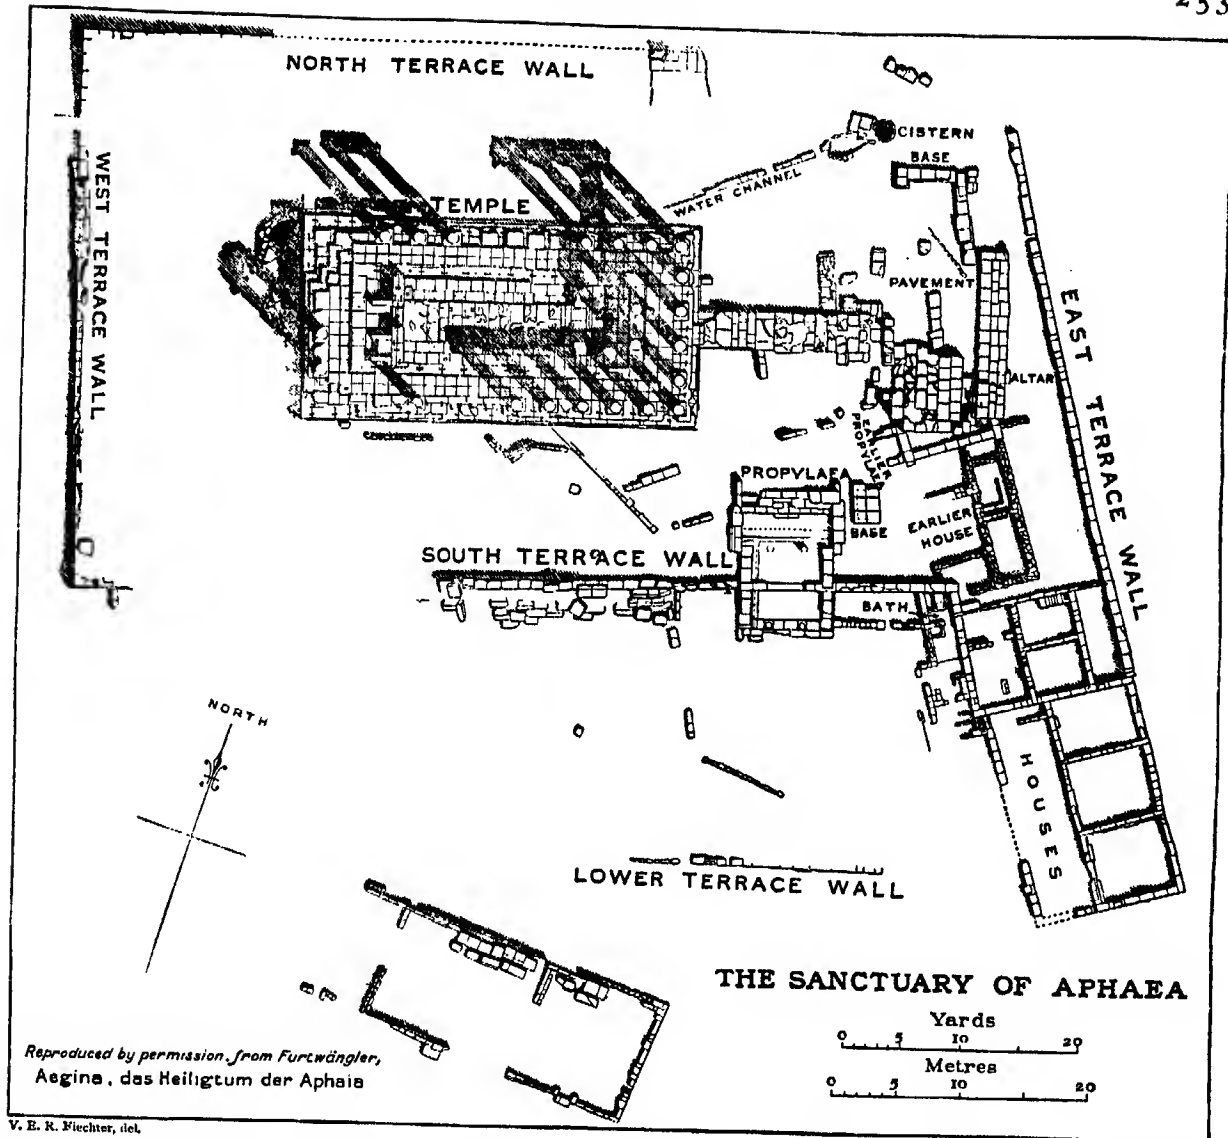 233
NORTH TERRACE WALL
CISTERN
BASE
WATER CHANNEL
WEST TERRACE WALL
TEMPLE
PAVEMENT
EAST TERRACE WALL
ALTAR
EARLIER
PROPYLAEA
PROPYLAEA
BASE
EARLIER
HOUSE
SOUTH TERRACE WALL
BATH
NORTH
HOUSES
LOWER TERRACE WALL
THE SANCTUARY OF APHAEA
Yards
0 5 10 20
Metres
0 5 10 20
Reproduced by permission, from Furtwängler,
Aegina, das Heiligtum der Aphaia
V. E. R. Fiechter, del.